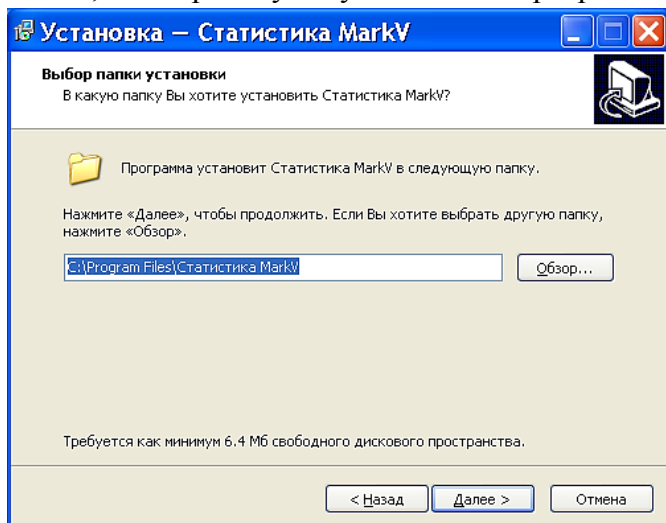 Установка — Статистика MarkV
Выбор папки установки
В какую папку Вы хотите установить Статистика MarkV?
Программа установит Статистика MarkV в следующую папку.
Нажмите «Далее», чтобы продолжить. Если Вы хотите выбрать другую папку,
нажмите «Обзор».
C:\Program Files\Статистика MarkV
Обзор...
Требуется как минимум 6.4 Мб свободного дискового пространства.
< Назад
Далее >
Отмена